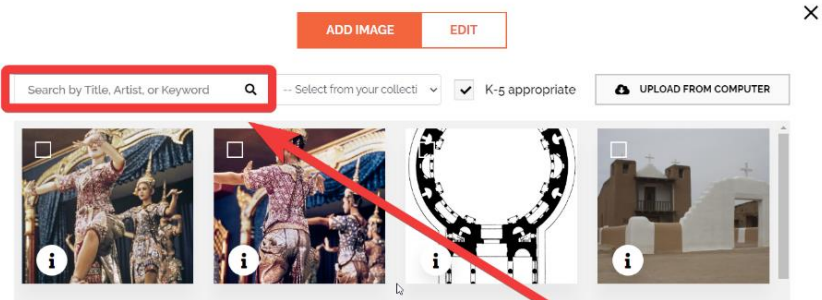 ADD IMAGE
EDIT
Search by Title, Artist, or Keyword
-- Select from your collecti
K-5 appropriate
UPLOAD FROM COMPUTER
i
i
i
i